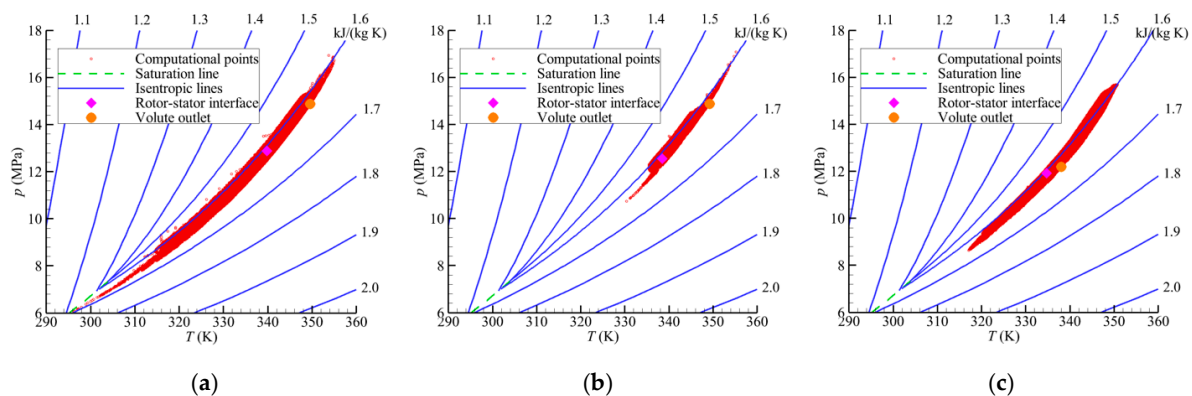 1.1 1.2 1.3 1.4 1.5 1.6
kJ/(kg K)
18
16
14
12
10
8
6
p (MPa)
Computational points
Saturation line
Isentropic lines
Rotor-stator interface
Volute outlet
1.7
1.8
1.9
2.0
290 300 310 320 330 340 350 360
T (K)
(a)
1.1 1.2 1.3 1.4 1.5 1.6
kJ/(kg K)
18
16
14
12
10
8
6
p (MPa)
Computational points
Saturation line
Isentropic lines
Rotor-stator interface
Volute outlet
1.7
1.8
1.9
2.0
290 300 310 320 330 340 350 360
T (K)
(b)
1.1 1.2 1.3 1.4 1.5 1.6
kJ/(kg K)
18
16
14
12
10
8
6
p (MPa)
Computational points
Saturation line
Isentropic lines
Rotor-stator interface
Volute outlet
1.7
1.8
1.9
2.0
290 300 310 320 330 340 350 360
T (K)
(c)